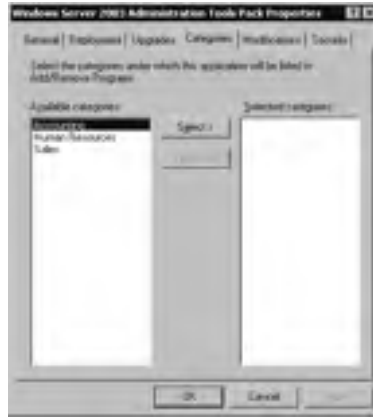 Windows Server 2003 Administration Tools Pack Properties
General Deployment Upgrades Categories Modifications Security
Select the categories under which this application will be listed in
Add/Remove Programs
Available categories: Selected categories:
Accounting Select >
Human Resources
Sales
OK Cancel